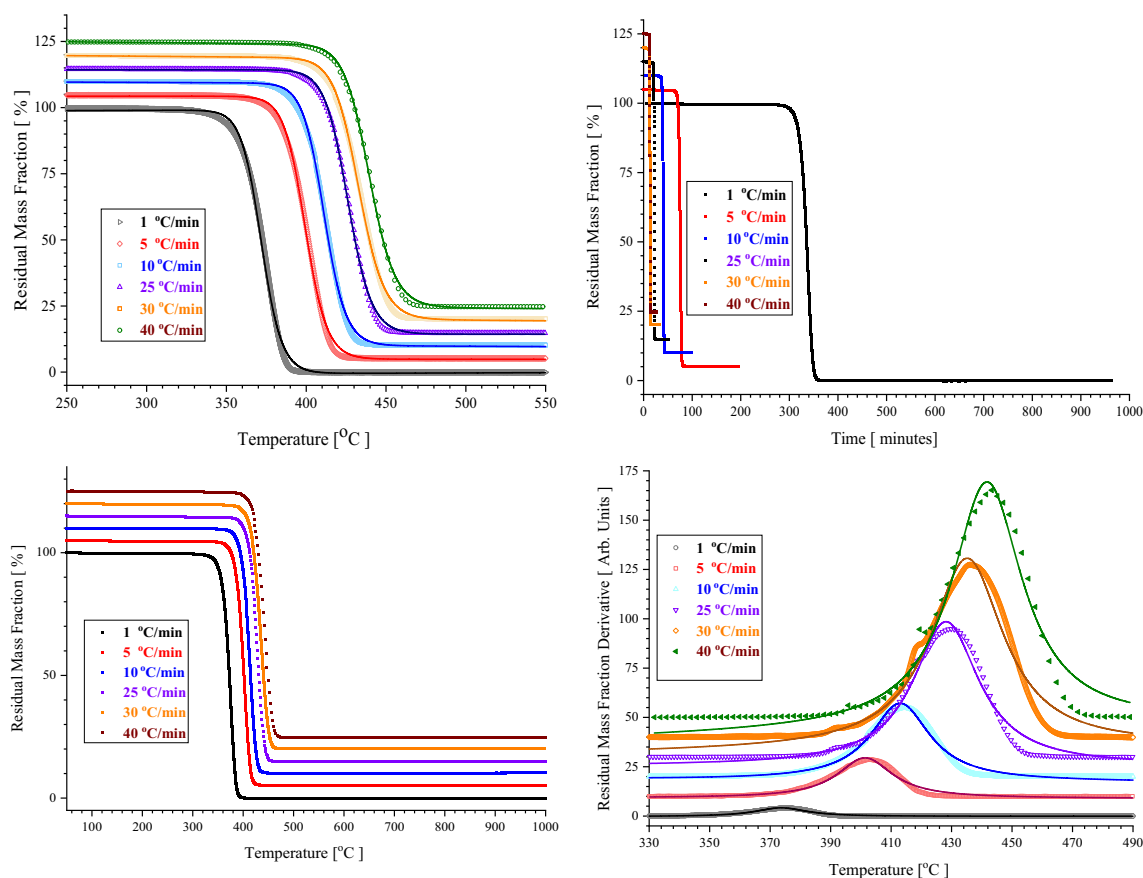 125
100
75
50
25
0
Residual Mass Fraction [ % ]
1 °C/min
5 °C/min
10 °C/min
25 °C/min
30 °C/min
40 °C/min
250
300
350
400
450
500
550
Temperature [°C ]
125
100
75
50
25
0
Residual Mass Fraction [ % ]
1 °C/min
5 °C/min
10 °C/min
25 °C/min
30 °C/min
40 °C/min
0
100
200
300
400
500
600
700
800
900
1000
Time [ minutes]
100
50
0
Residual Mass Fraction [ % ]
1 °C/min
5 °C/min
10 °C/min
25 °C/min
30 °C/min
40 °C/min
100
200
300
400
500
600
700
800
900
1000
Temperature [°C]
175
150
125
100
75
50
25
0
Residual Mass Fraction Derivative [ Arb. Units ]
1 °C/min
5 °C/min
10 °C/min
25 °C/min
30 °C/min
40 °C/min
330
350
370
390
410
430
450
470
490
Temperature [°C ]